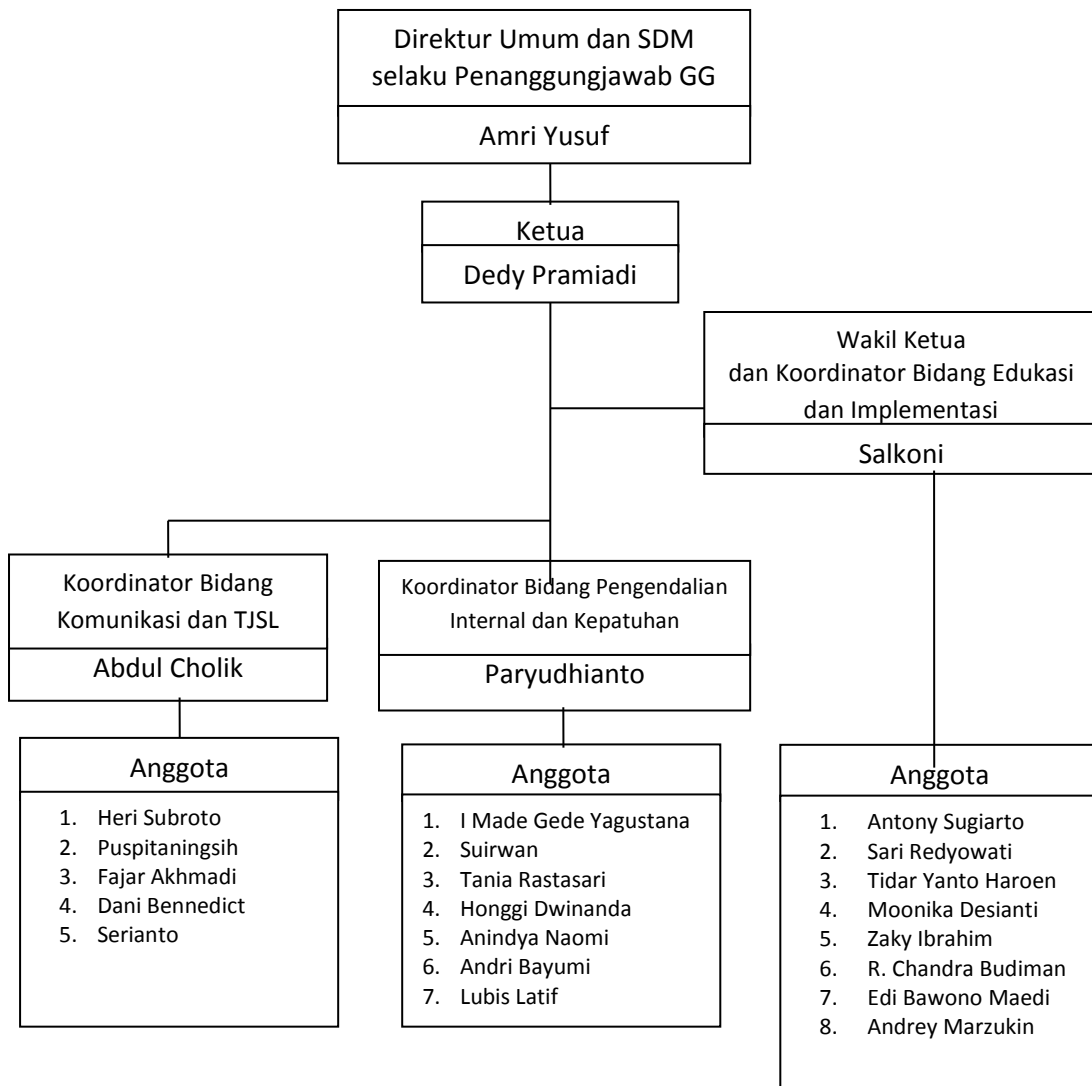 Direktur Umum dan SDM
selaku Penanggungjawab GG
Amri Yusuf
Ketua
Dedy Pramiadi
Wakil Ketua
dan Koordinator Bidang Edukasi
dan Implementasi
Salkoni
Koordinator Bidang
Komunikasi dan TJSL
Abdul Cholik
Koordinator Bidang Pengendalian
Internal dan Kepatuhan
Paryudhianto
Anggota
1. Heri Subroto
2. Puspitaningsih
3. Fajar Akhmadi
4. Dani Bennedict
5. Serianto
Anggota
1. I Made Gede Yagustana
2. Suirwan
3. Tania Rastasari
4. Honggi Dwinanda
5. Anindya Naomi
6. Andri Bayumi
7. Lubis Latif
Anggota
1. Antony Sugiarto
2. Sari Redyowati
3. Tidar Yanto Haroen
4. Moonika Desianti
5. Zaky Ibrahim
6. R. Chandra Budiman
7. Edi Bawono Maedi
8. Andrey Marzukin